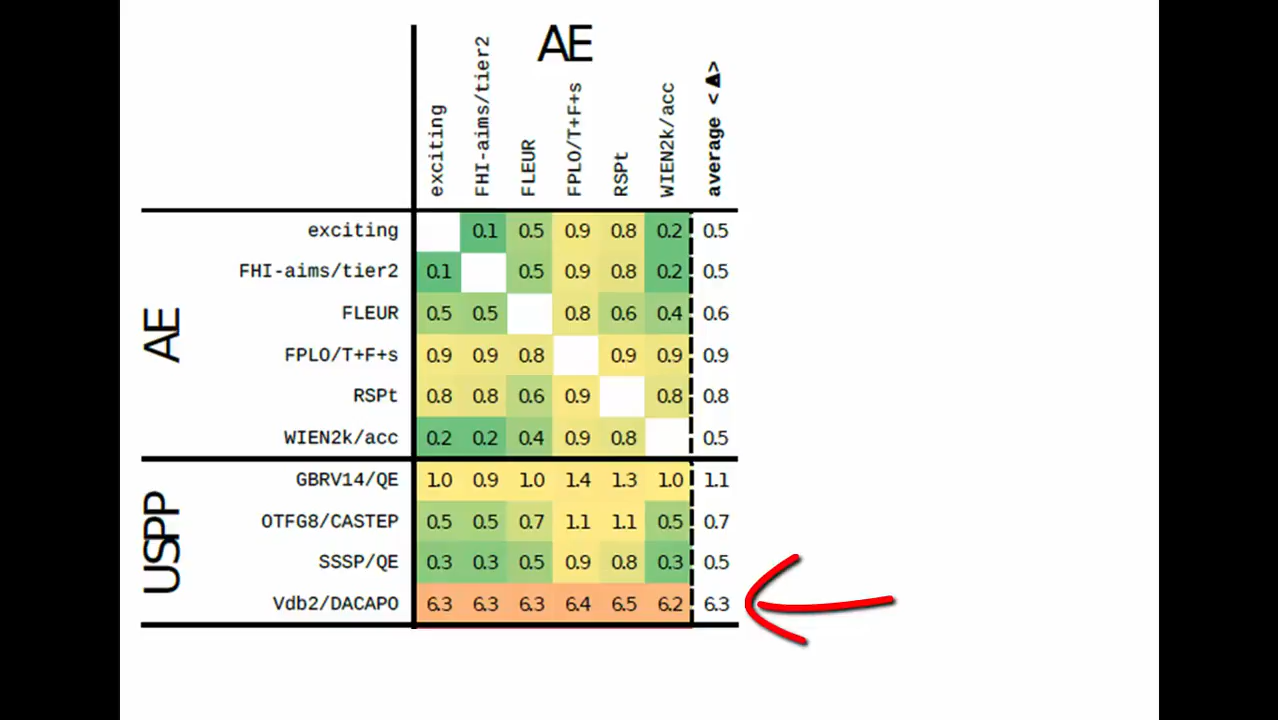 AE
exciting FHI-aims/tier2 FLEUR FPLO/T+F+s RSPt WIEN2k/acc average <Δ>
AE
exciting 0.1 0.5 0.9 0.8 0.2 0.5
FHI-aims/tier2 0.1 0.5 0.9 0.8 0.2 0.5
FLEUR 0.5 0.5 0.8 0.6 0.4 0.6
FPLO/T+F+s 0.9 0.9 0.8 0.9 0.9 0.9
RSPt 0.8 0.8 0.6 0.9 0.8 0.8
WIEN2k/acc 0.2 0.2 0.4 0.9 0.8 0.5
USPP
GBRV14/QE 1.0 0.9 1.0 1.4 1.3 1.0 1.1
OTFG8/CASTEP 0.5 0.5 0.7 1.1 1.1 0.5 0.7
SSSP/QE 0.3 0.3 0.5 0.9 0.8 0.3 0.5
Vdb2/DACAPO 6.3 6.3 6.3 6.4 6.5 6.2 6.3